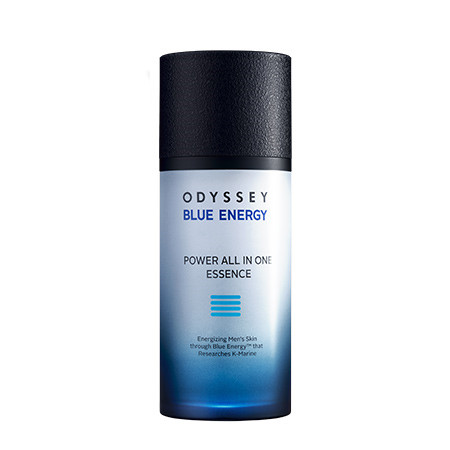 ODYSSEY
BLUE ENERGY
POWER ALL IN ONE
ESSENCE
Energizing Men's Skin
through Blue Energy™ that
Researches K-Marine